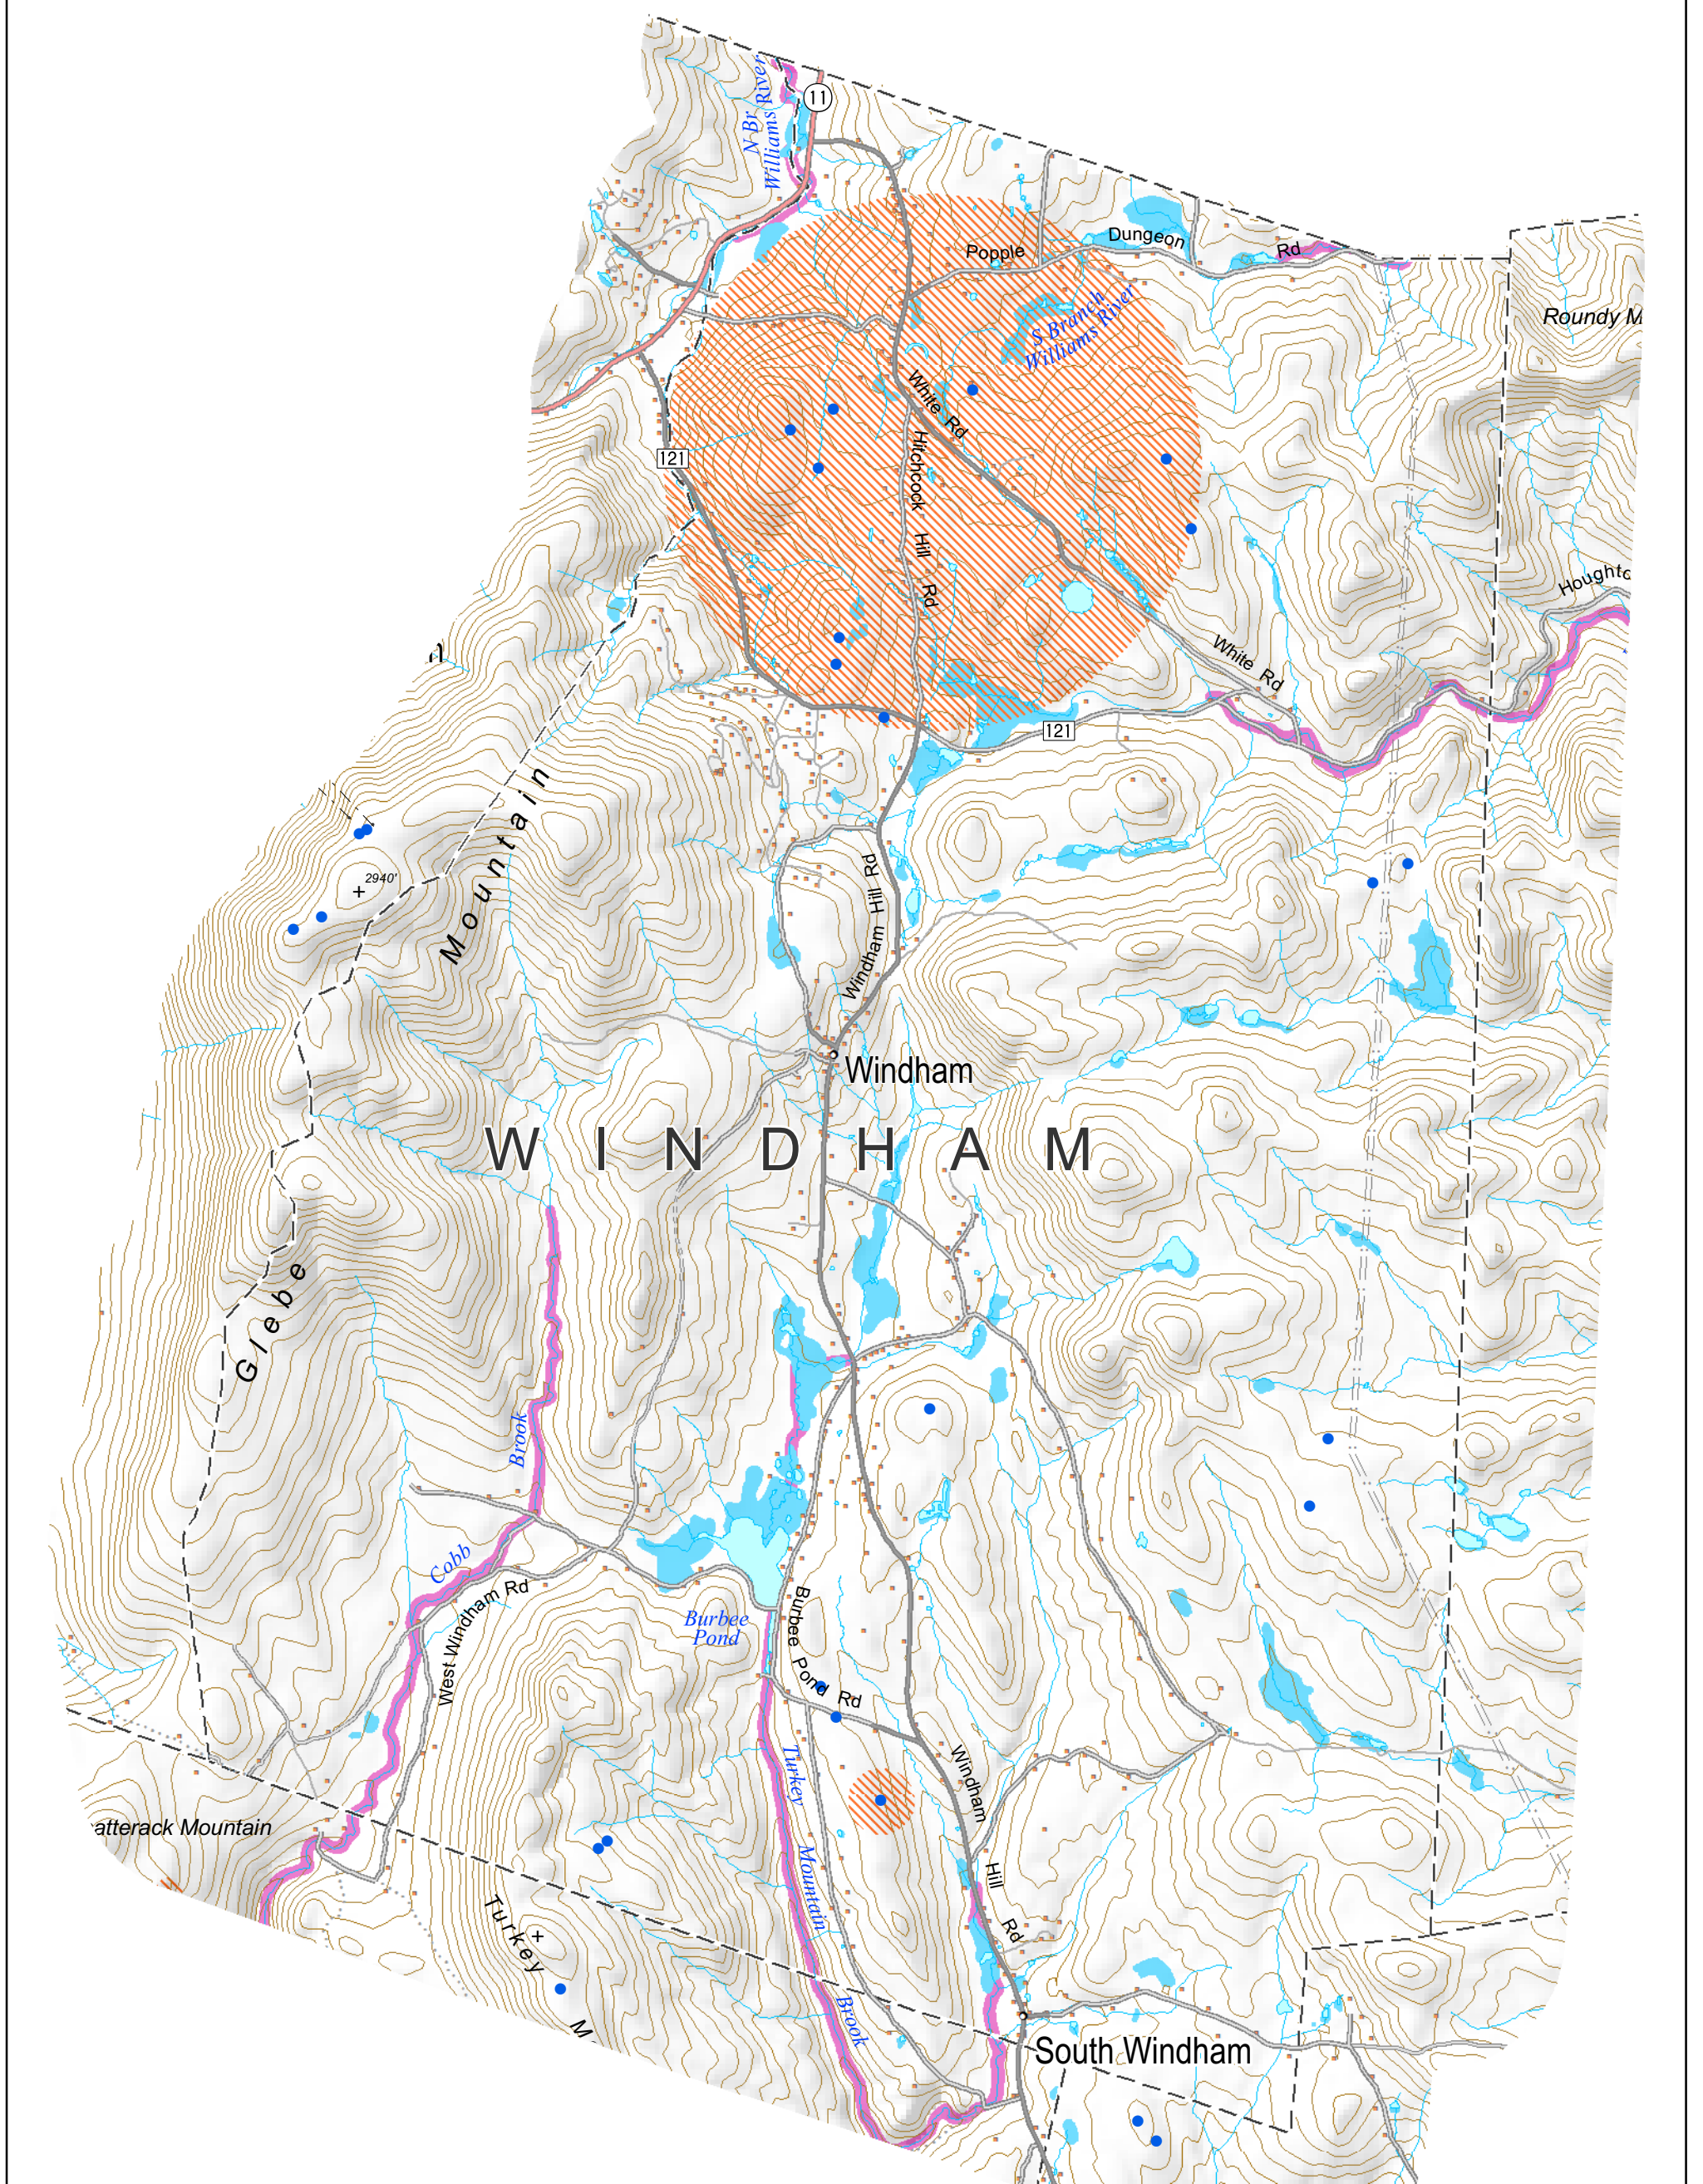 11
N Br
Williams River
Popple
Dungeon
Rd
Roundy M
S Branch
Williams River
White Rd
121
Hitchcock Hill Rd
Houghto
White Rd
n
121
Mountain
2940'
Windham Hill Rd
Windham
WINDHAM
Glebe
Brook
Cobb
West Windham Rd
Burbee
Pond
Burbee Pond Rd
Turkey
Mountain
Brook
Windham
Hill
Rd
atterack Mountain
Turkey
M
South Windham